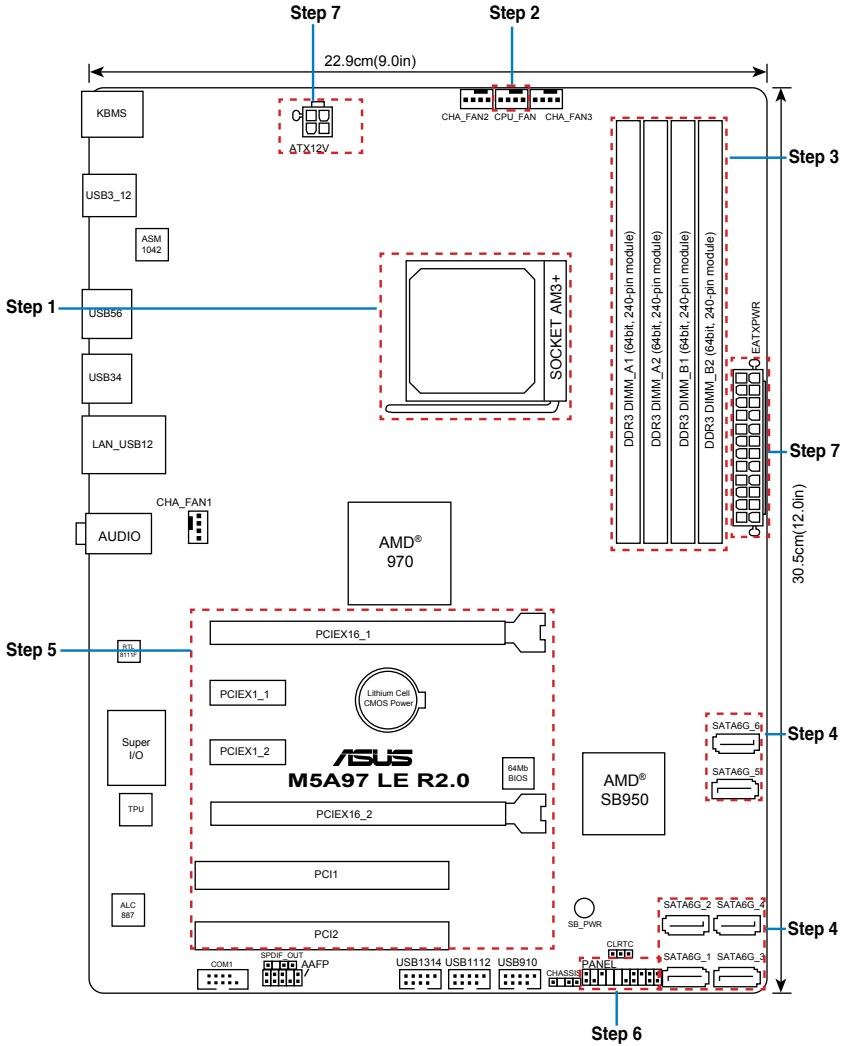 Step 7
Step 2
22.9cm(9.0in)
KBMS
ATX12V
CHA_FAN2
CPU_FAN
CHA_FAN3
Step 3
USB3_12
ASM
1042
Step 1
USB56
SOCKET AM3+
DDR3 DIMM_A1 (64bit, 240-pin module)
DDR3 DIMM_A2 (64bit, 240-pin module)
DDR3 DIMM_B1 (64bit, 240-pin module)
DDR3 DIMM_B2 (64bit, 240-pin module)
EATXPWR
USB34
LAN_USB12
Step 7
CHA_FAN1
30.5cm(12.0in)
AUDIO
AMD®
970
PCIEX16_1
Step 5
RTL
8111F
PCIEX1_1
Lithium Cell
CMOS Power
SATA6G_6
Step 4
Super
I/O
PCIEX1_2
ASUS
M5A97 LE R2.0
64Mb
BIOS
AMD®
SB950
SATA6G_5
TPU
PCIEX16_2
PCI1
ALC
887
SB_PWR
SATA6G_2
SATA6G_4
Step 4
PCI2
CLRTC
SPDIF_OUT
COM1
AAFP
USB1314
USB1112
USB910
CHASSIS
PANEL
SATA6G_1
SATA6G_3
Step 6